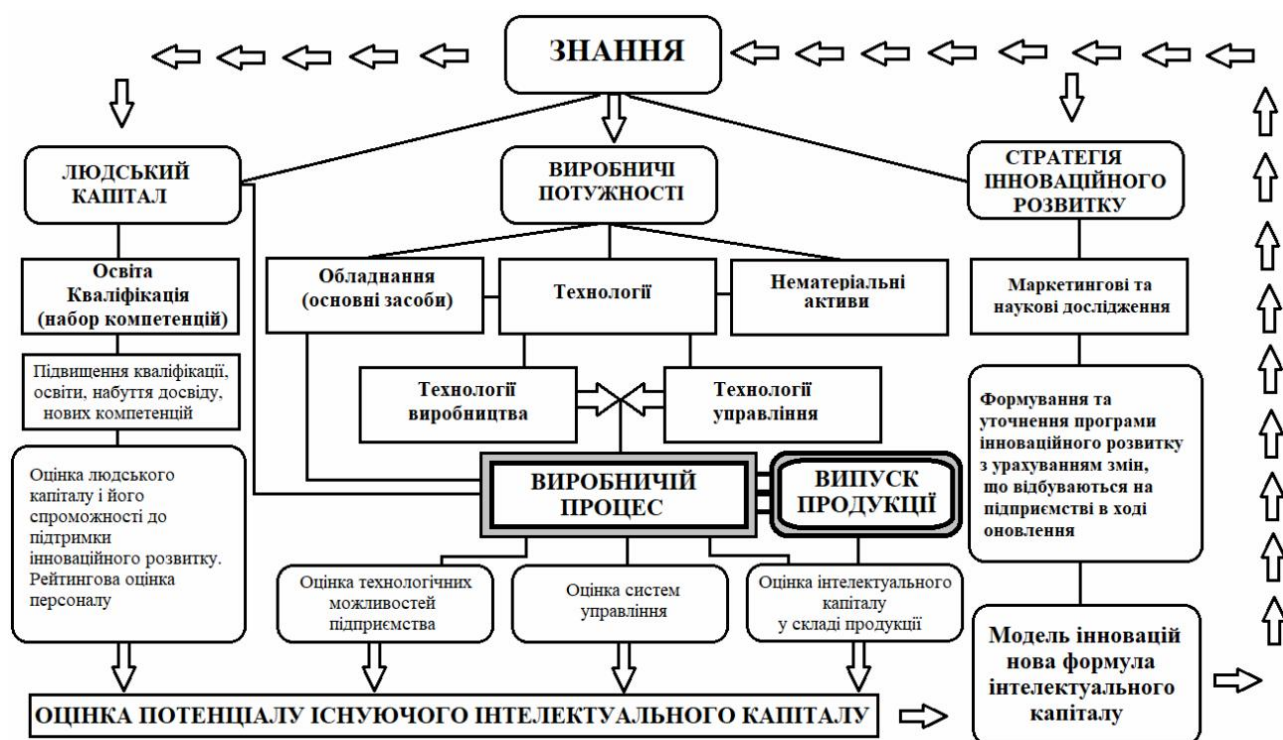 ЗНАННЯ
ЛЮДСЬКИЙ
КАПІТАЛ
ВИРОБНИЧІ
ПОТУЖНОСТІ
СТРАТЕГІЯ
ІННОВАЦІЙНОГО
РОЗВИТКУ
Освіта
Кваліфікація
(набор компетенцій)
Обладнання
(основні засоби)
Технології
Нематеріальні
активи
Маркетингові та
наукові дослідження
Підвищення кваліфікації,
освіти, набуття досвіду,
нових компетенцій
Технології
виробництва
Технології
управління
Формування та
уточнення програми
інноваційного розвитку
з урахуванням змін,
що відбуваються на
підприємстві в ході
оновлення
Оцінка людського
капіталу і його
спроможності до
підтримки
інноваційного розвитку.
Рейтингова оцінка
персоналу
ВИРОБНИЧІЙ
ПРОЦЕС
ВИПУСК
ПРОДУКЦІЇ
Оцінка технологічних
можливостей
підприємства
Оцінка систем
управління
Оцінка інтелектуального
капіталу
у складі продукції
Модель інновацій
нова формула
інтелектуального
капіталу
ОЦІНКА ПОТЕНЦІАЛУ ІСНУЮЧОГО ІНТЕЛЕКТУАЛЬНОГО КАПІТАЛУ